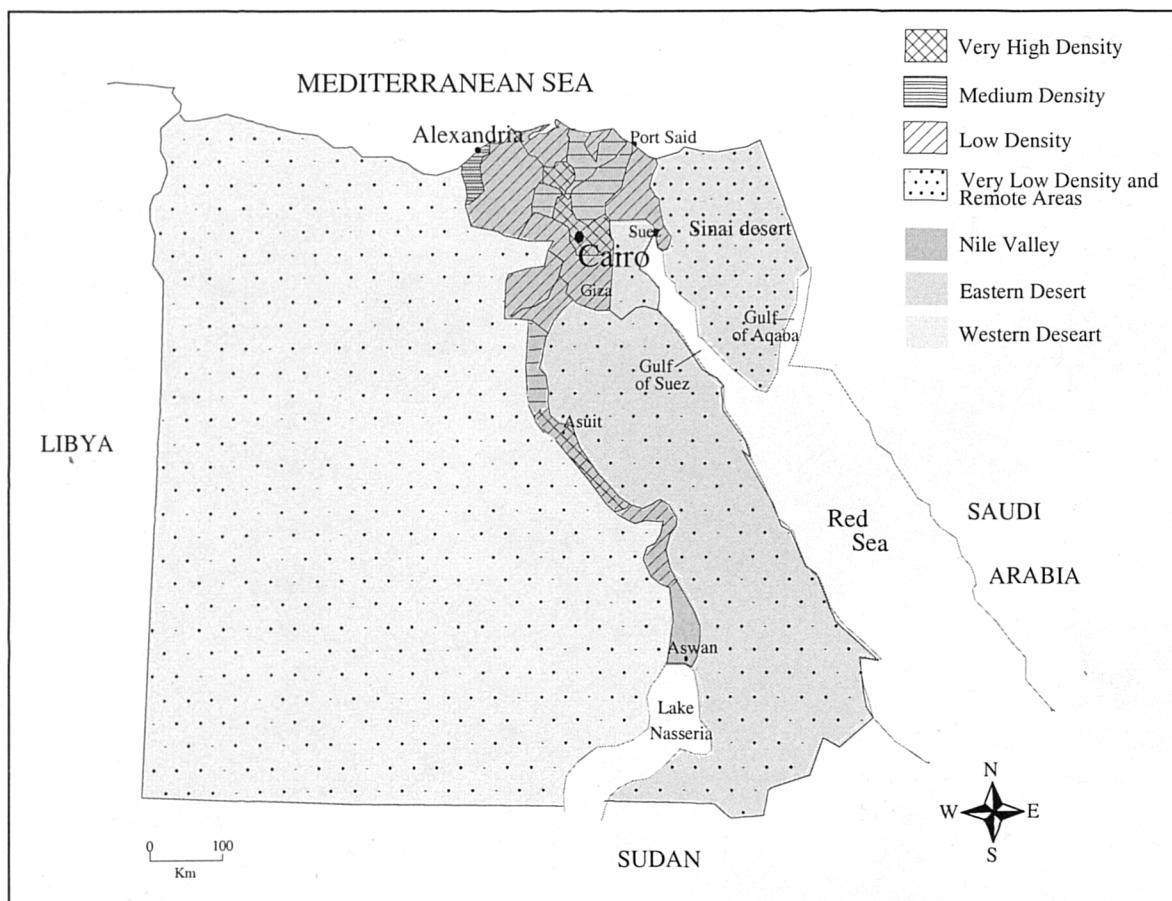 Very High Density
Medium Density
Low Density
Very Low Density and
Remote Areas
Nile Valley
Eastern Desert
Western Deseart
MEDITERRANEAN SEA
Alexandria
Port Said
Suez
Sinai desert
Cairo
Giza
Gulf
of Aqaba
Gulf
of Suez
Asuit
LIBYA
Red
Sea
SAUDI
ARABIA
Aswan
Lake
Nasseria
N
W
E
S
0
100
Km
SUDAN